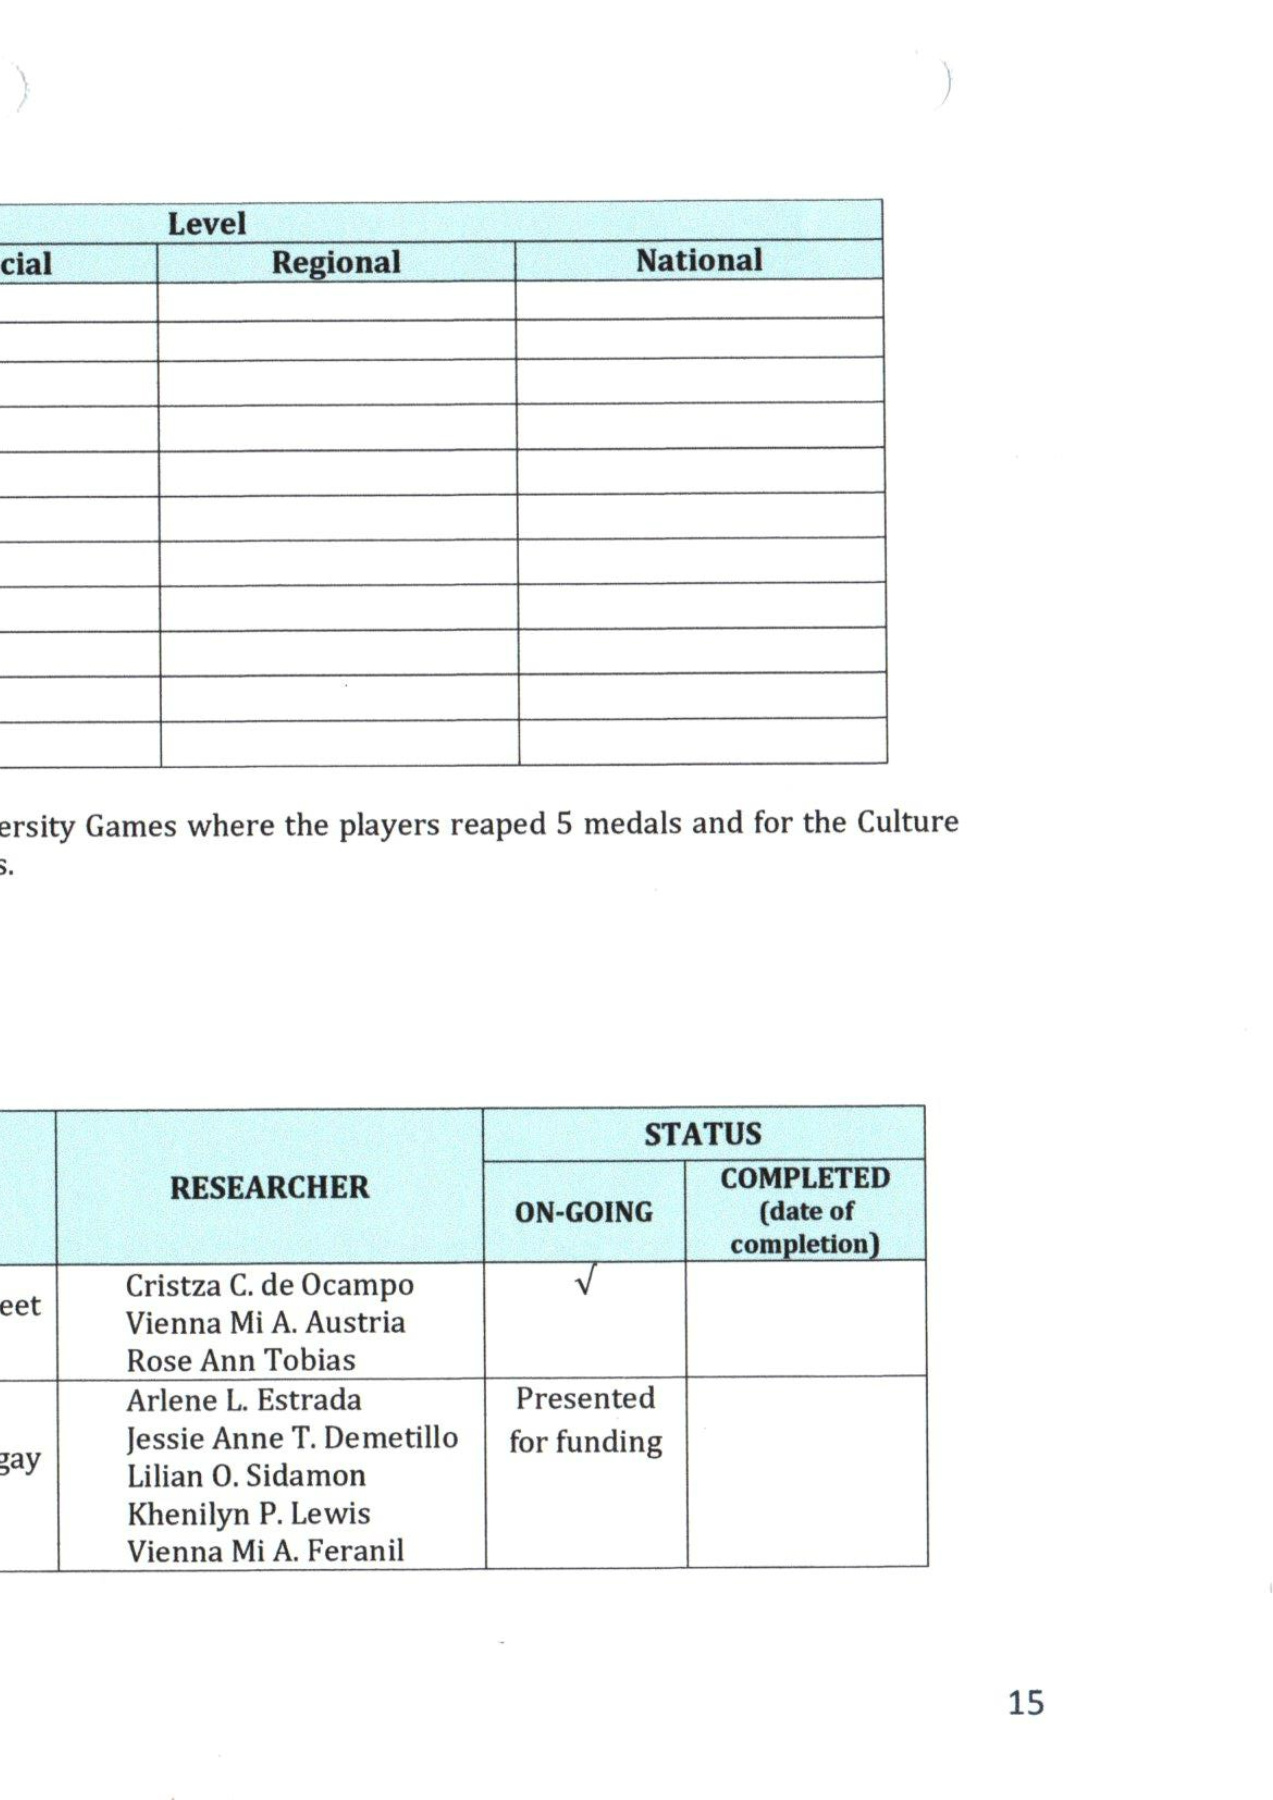 Level
cial Regional National
ersity Games where the players reaped 5 medals and for the Culture
s.
RESEARCHER
STATUS
ON-GOING
COMPLETED
(date of
completion)
eet
Cristza C. de Ocampo
Vienna Mi A. Austria
Rose Ann Tobias
√
gay
Arlene L. Estrada
Jessie Anne T. Demetillo
Lilian O. Sidamon
Khenilyn P. Lewis
Vienna Mi A. Feranil
Presented
for funding
15